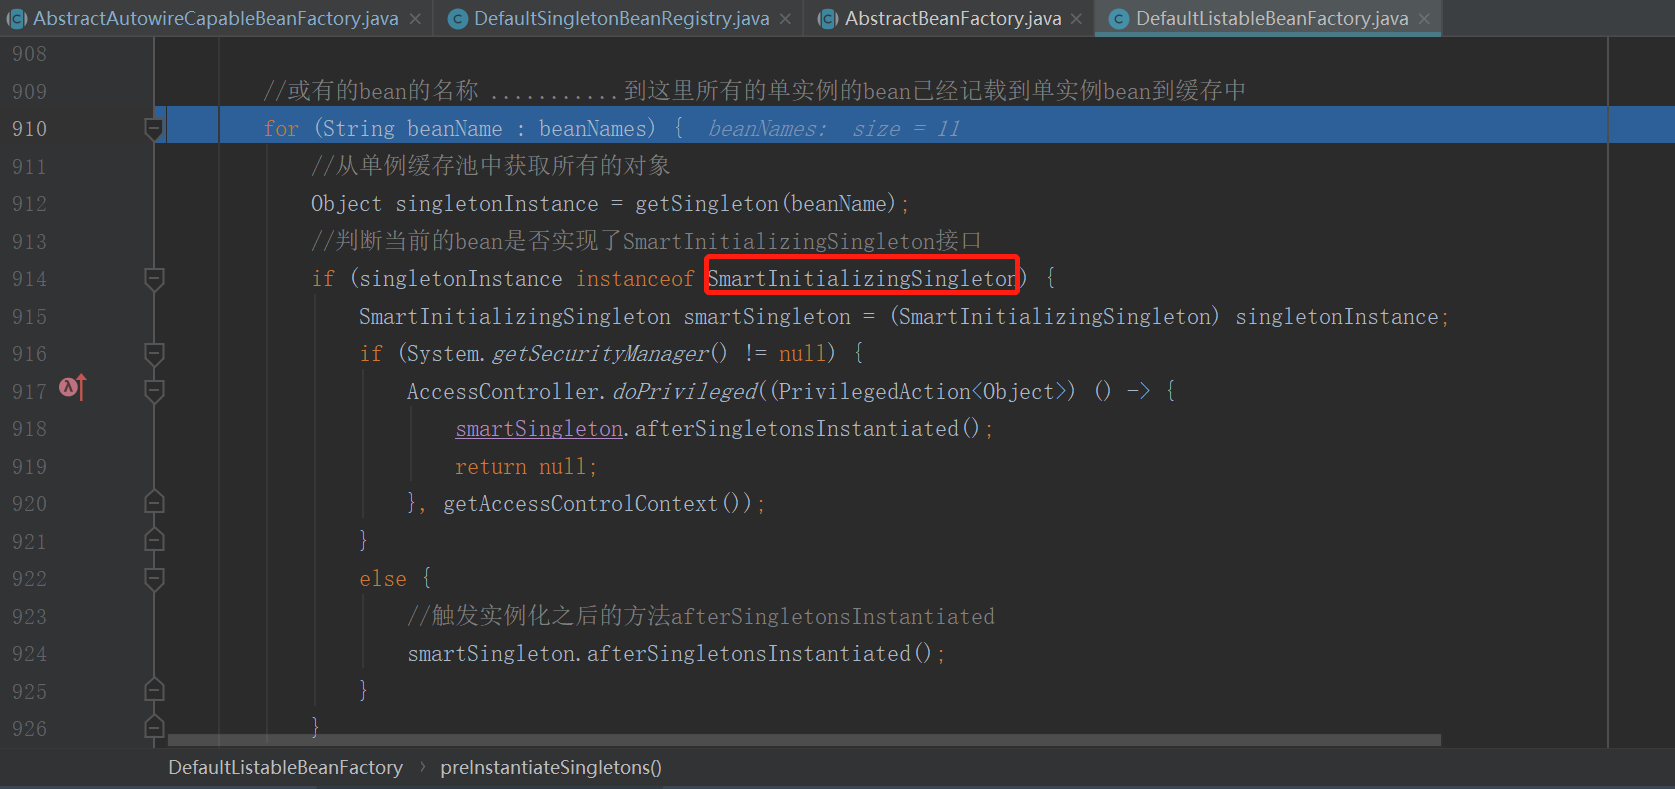 AbstractAutowireCapableBeanFactory.java DefaultSingletonBeanRegistry.java AbstractBeanFactory.java DefaultListableBeanFactory.java
908
909 //或有的bean的名称 ...........到这里所有的单实例的bean已经记载到单实例bean到缓存中
910 for (String beanName : beanNames) { beanNames: size = 11
911 //从单例缓存池中获取所有的对象
912 Object singletonInstance = getSingleton(beanName);
913 //判断当前的bean是否实现了SmartInitializingSingleton接口
914 if (singletonInstance instanceof SmartInitializingSingleton) {
915 SmartInitializingSingleton smartSingleton = (SmartInitializingSingleton) singletonInstance;
916 if (System.getSecurityManager() != null) {
917 AccessController.doPrivileged((PrivilegedAction<Object>) () -> {
918 smartSingleton.afterSingletonsInstantiated();
919 return null;
920 }, getAccessControlContext());
921 }
922 else {
923 //触发实例化之后的方法afterSingletonsInstantiated
924 smartSingleton.afterSingletonsInstantiated();
925 }
926 }
DefaultListableBeanFactory › preInstantiateSingletons()